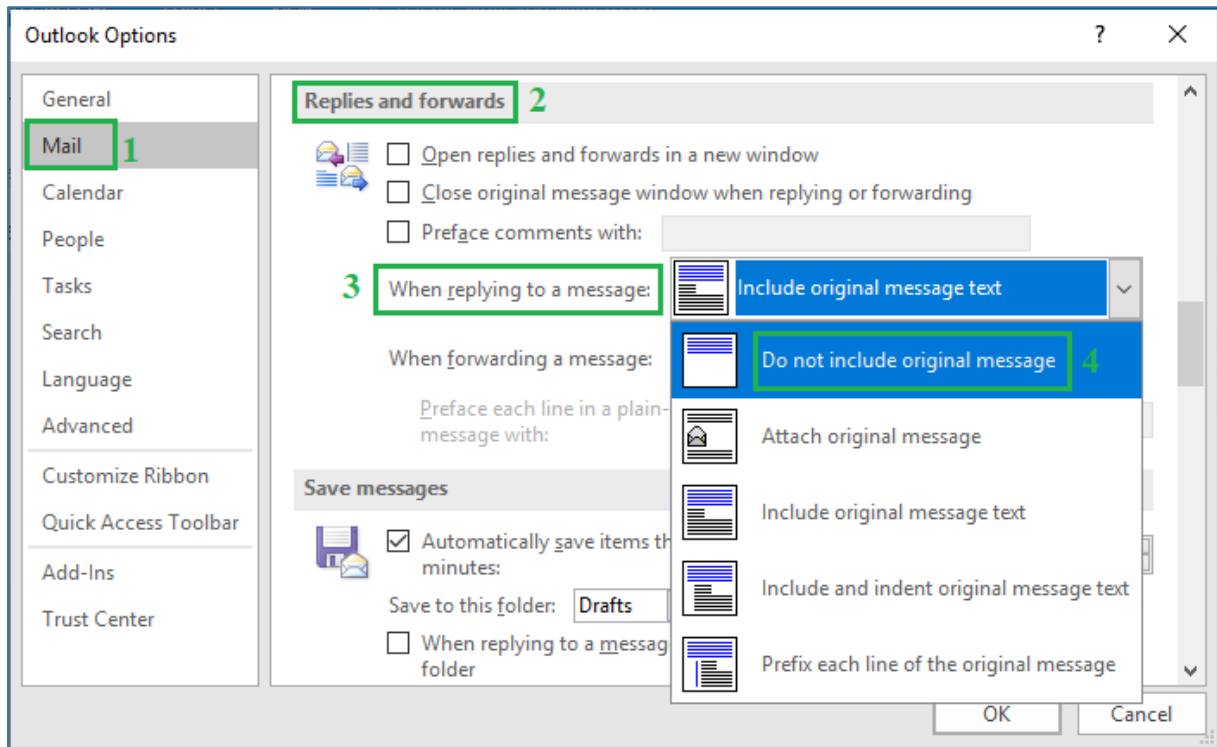 Outlook Options
?
General
Mail 1
Calendar
People
Tasks
Search
Language
Advanced
Customize Ribbon
Quick Access Toolbar
Add-Ins
Trust Center
Replies and forwards 2
Open replies and forwards in a new window
Close original message window when replying or forwarding
Preface comments with:
3 When replying to a message: Include original message text
When forwarding a message:
Preface each line in a plain-
message with:
Do not include original message 4
Attach original message
Include original message text
Include and indent original message text
Prefix each line of the original message
Save messages
Automatically save items th
minutes:
Save to this folder: Drafts
When replying to a messag
folder
OK Cancel